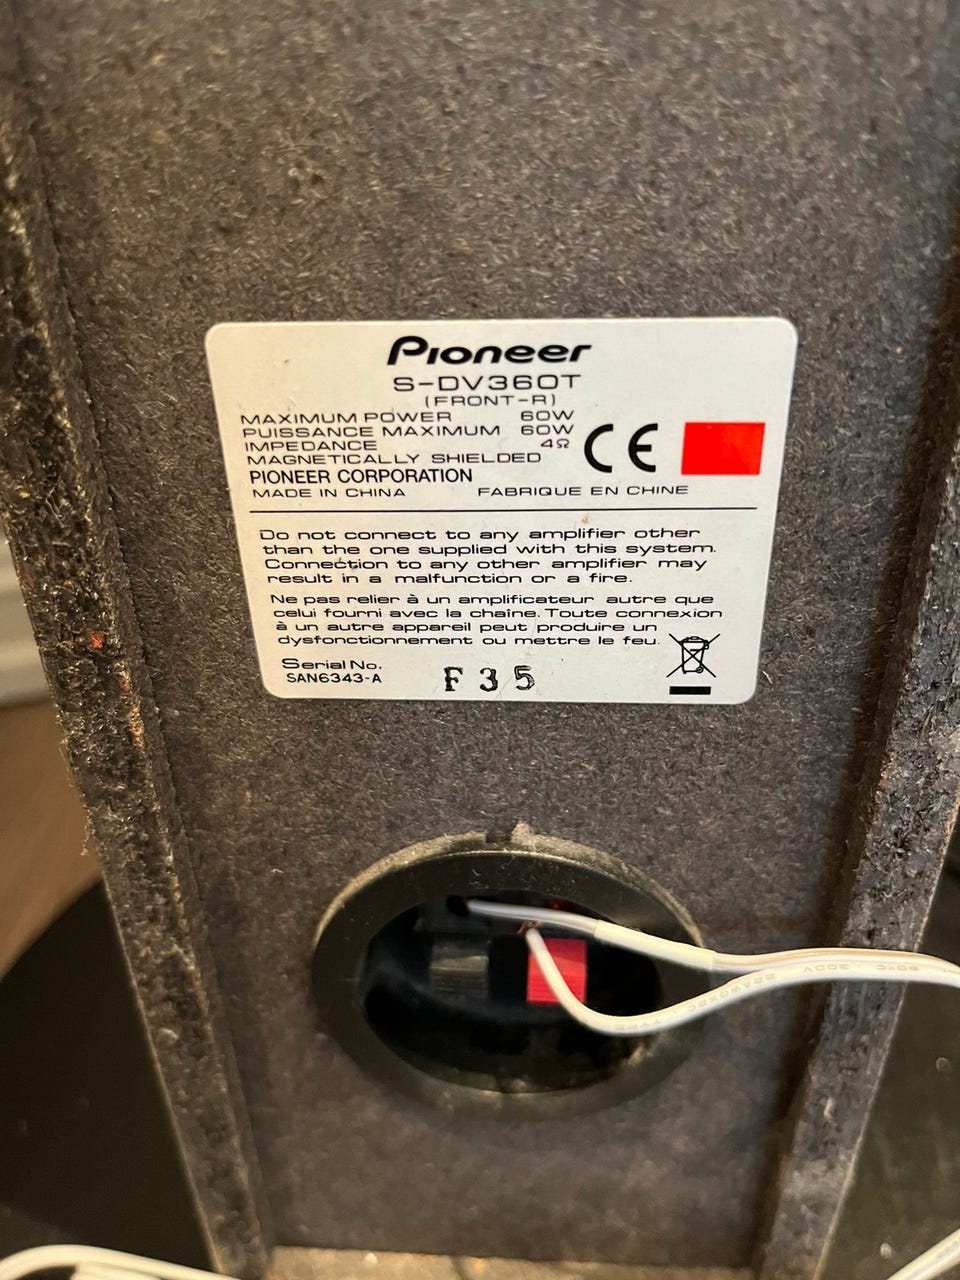 Pioneer
S-DV360T
(FRONT-R)
MAXIMUM POWER 60W
PUISSANCE MAXIMUM 60W
IMPEDANCE 4Ω
MAGNETICALLY SHIELDED
PIONEER CORPORATION
MADE IN CHINA FABRIQUE EN CHINE
CE
Do not connect to any amplifier other
than the one supplied with this system.
Connection to any other amplifier may
result in a malfunction or a fire.
Ne pas relier à un amplificateur autre que
celui fourni avec la chaîne. Toute connexion
à un autre appareil peut produire un
dysfonctionnement ou mettre le feu.
Serial No.
SAN6343-A F35
300V
TYPE